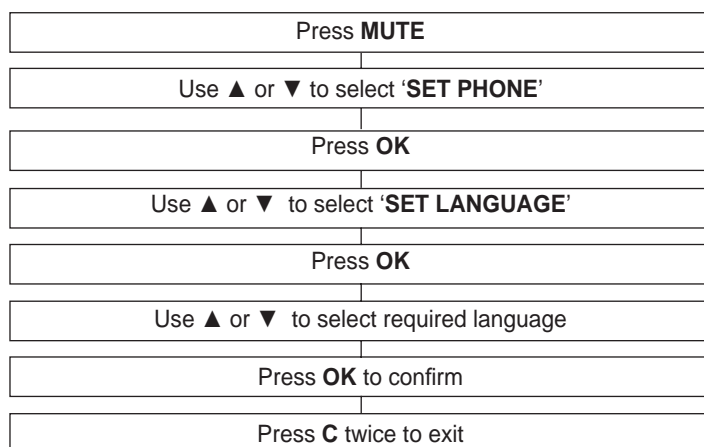 Press MUTE
Use ▲ or ▼ to select ‘SET PHONE’
Press OK
Use ▲ or ▼ to select ‘SET LANGUAGE’
Press OK
Use ▲ or ▼ to select required language
Press OK to confirm
Press C twice to exit